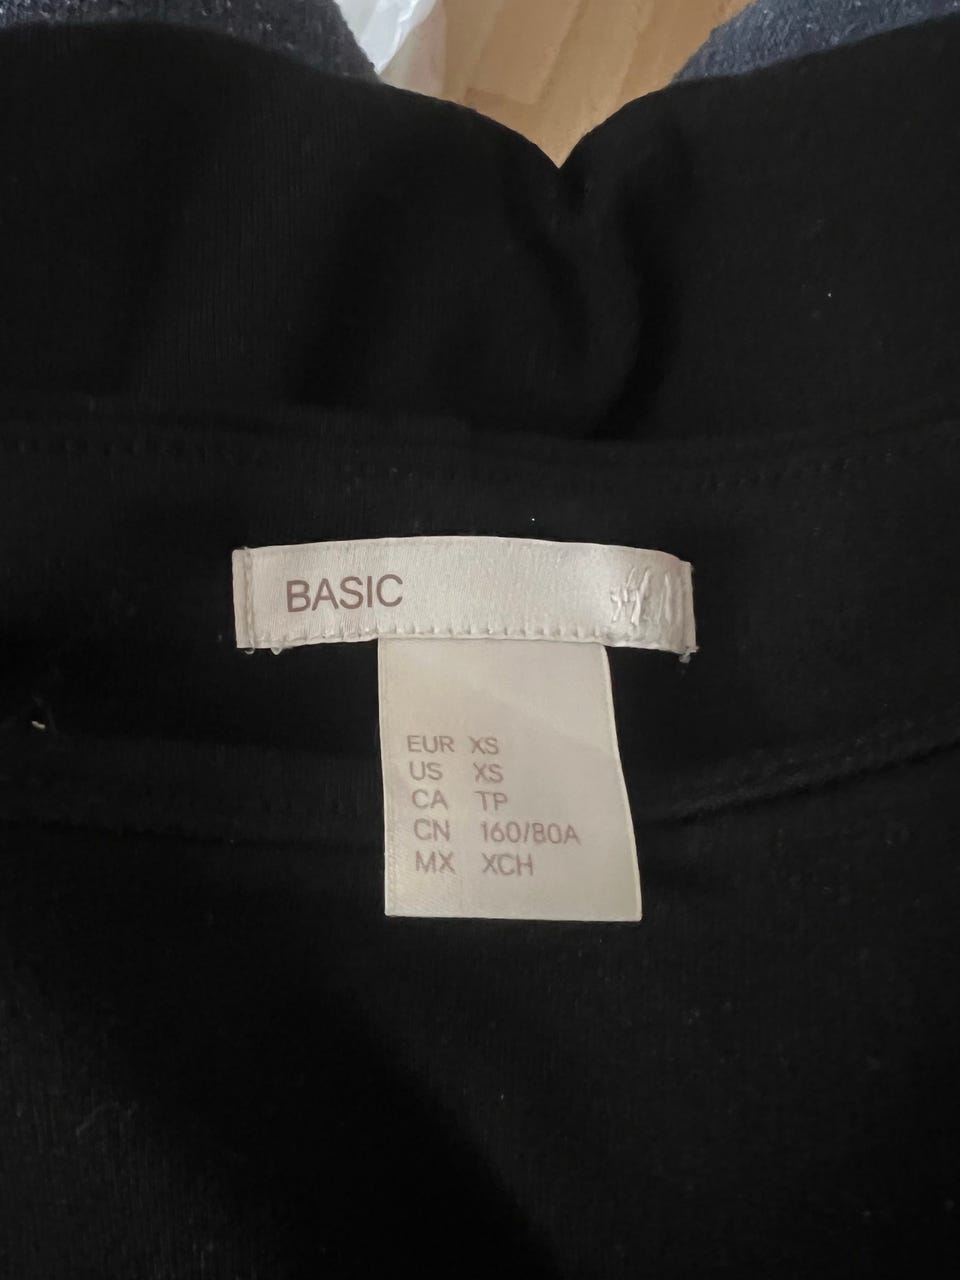 BASIC H&M
EUR XS
US XS
CA TP
CN 160/80A
MX XCH